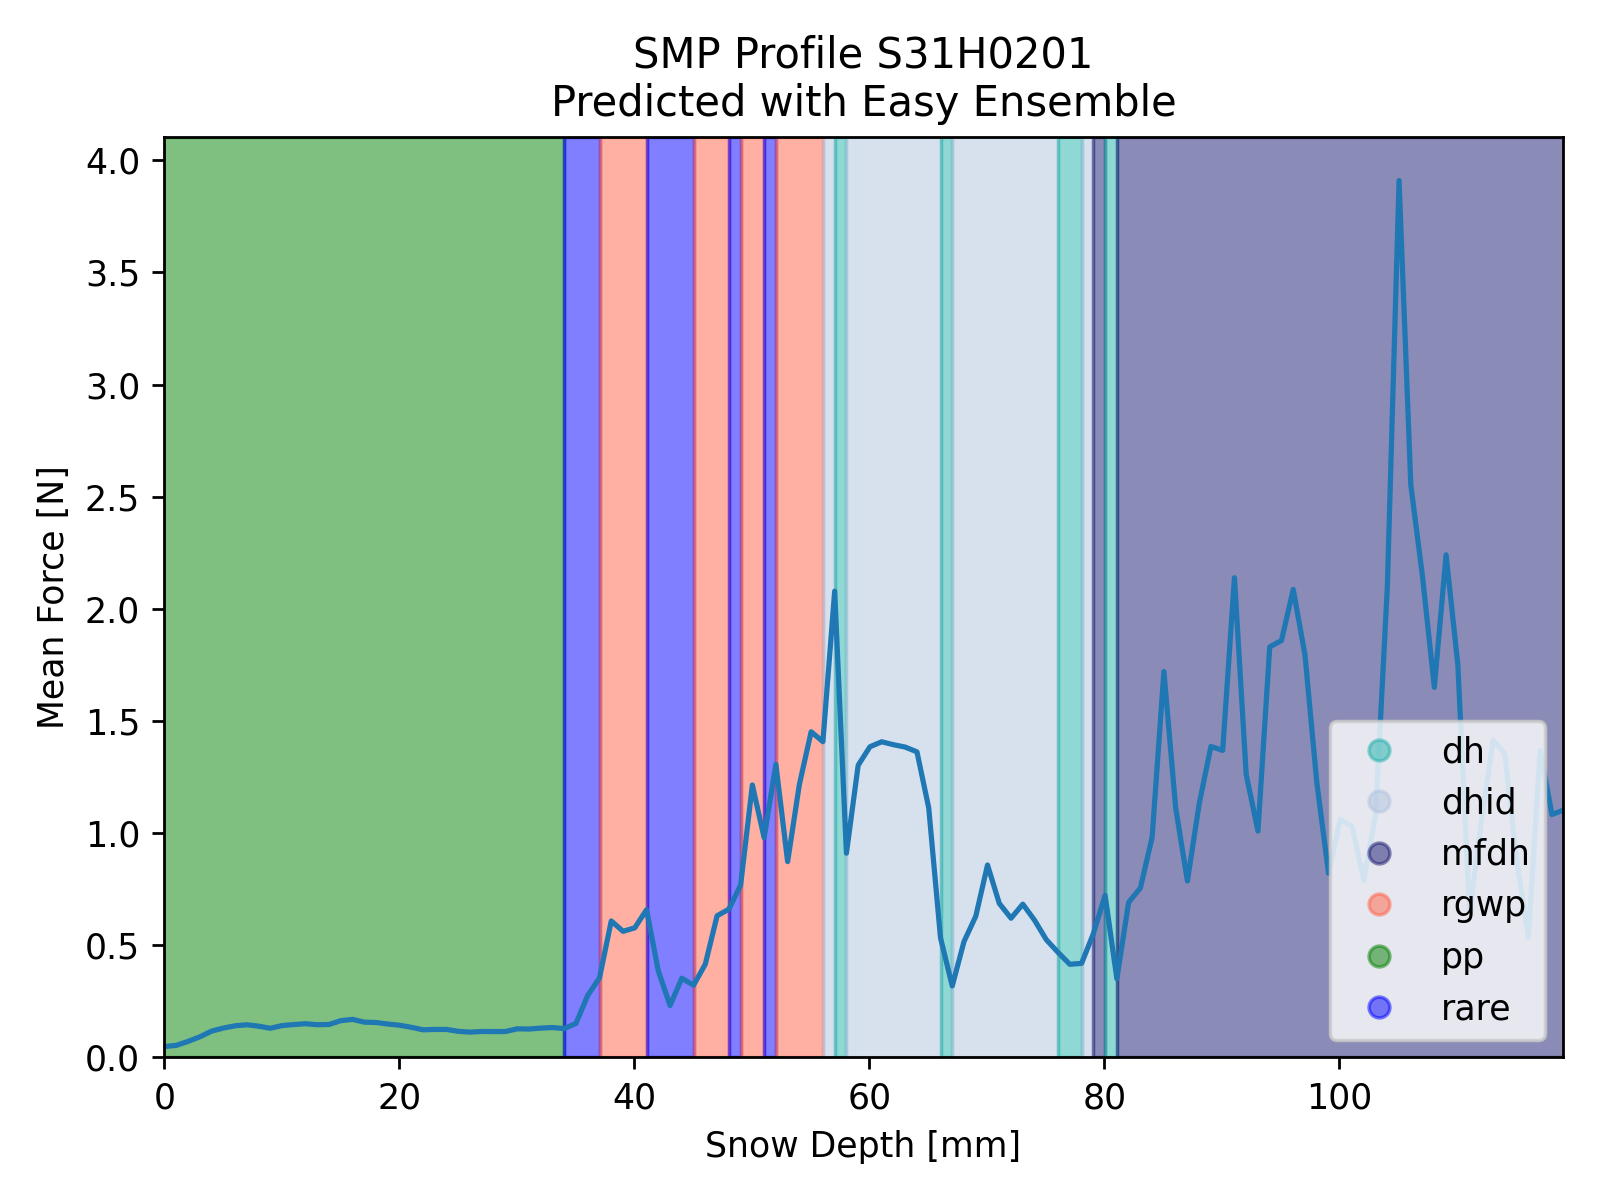 SMP Profile S31H0201
Predicted with Easy Ensemble
4.0
3.5
3.0
2.5
2.0
1.5
1.0
0.5
0.0
Mean Force [N]
0 20 40 60 80 100
Snow Depth [mm]
dh
dhid
mfdh
rgwp
pp
rare